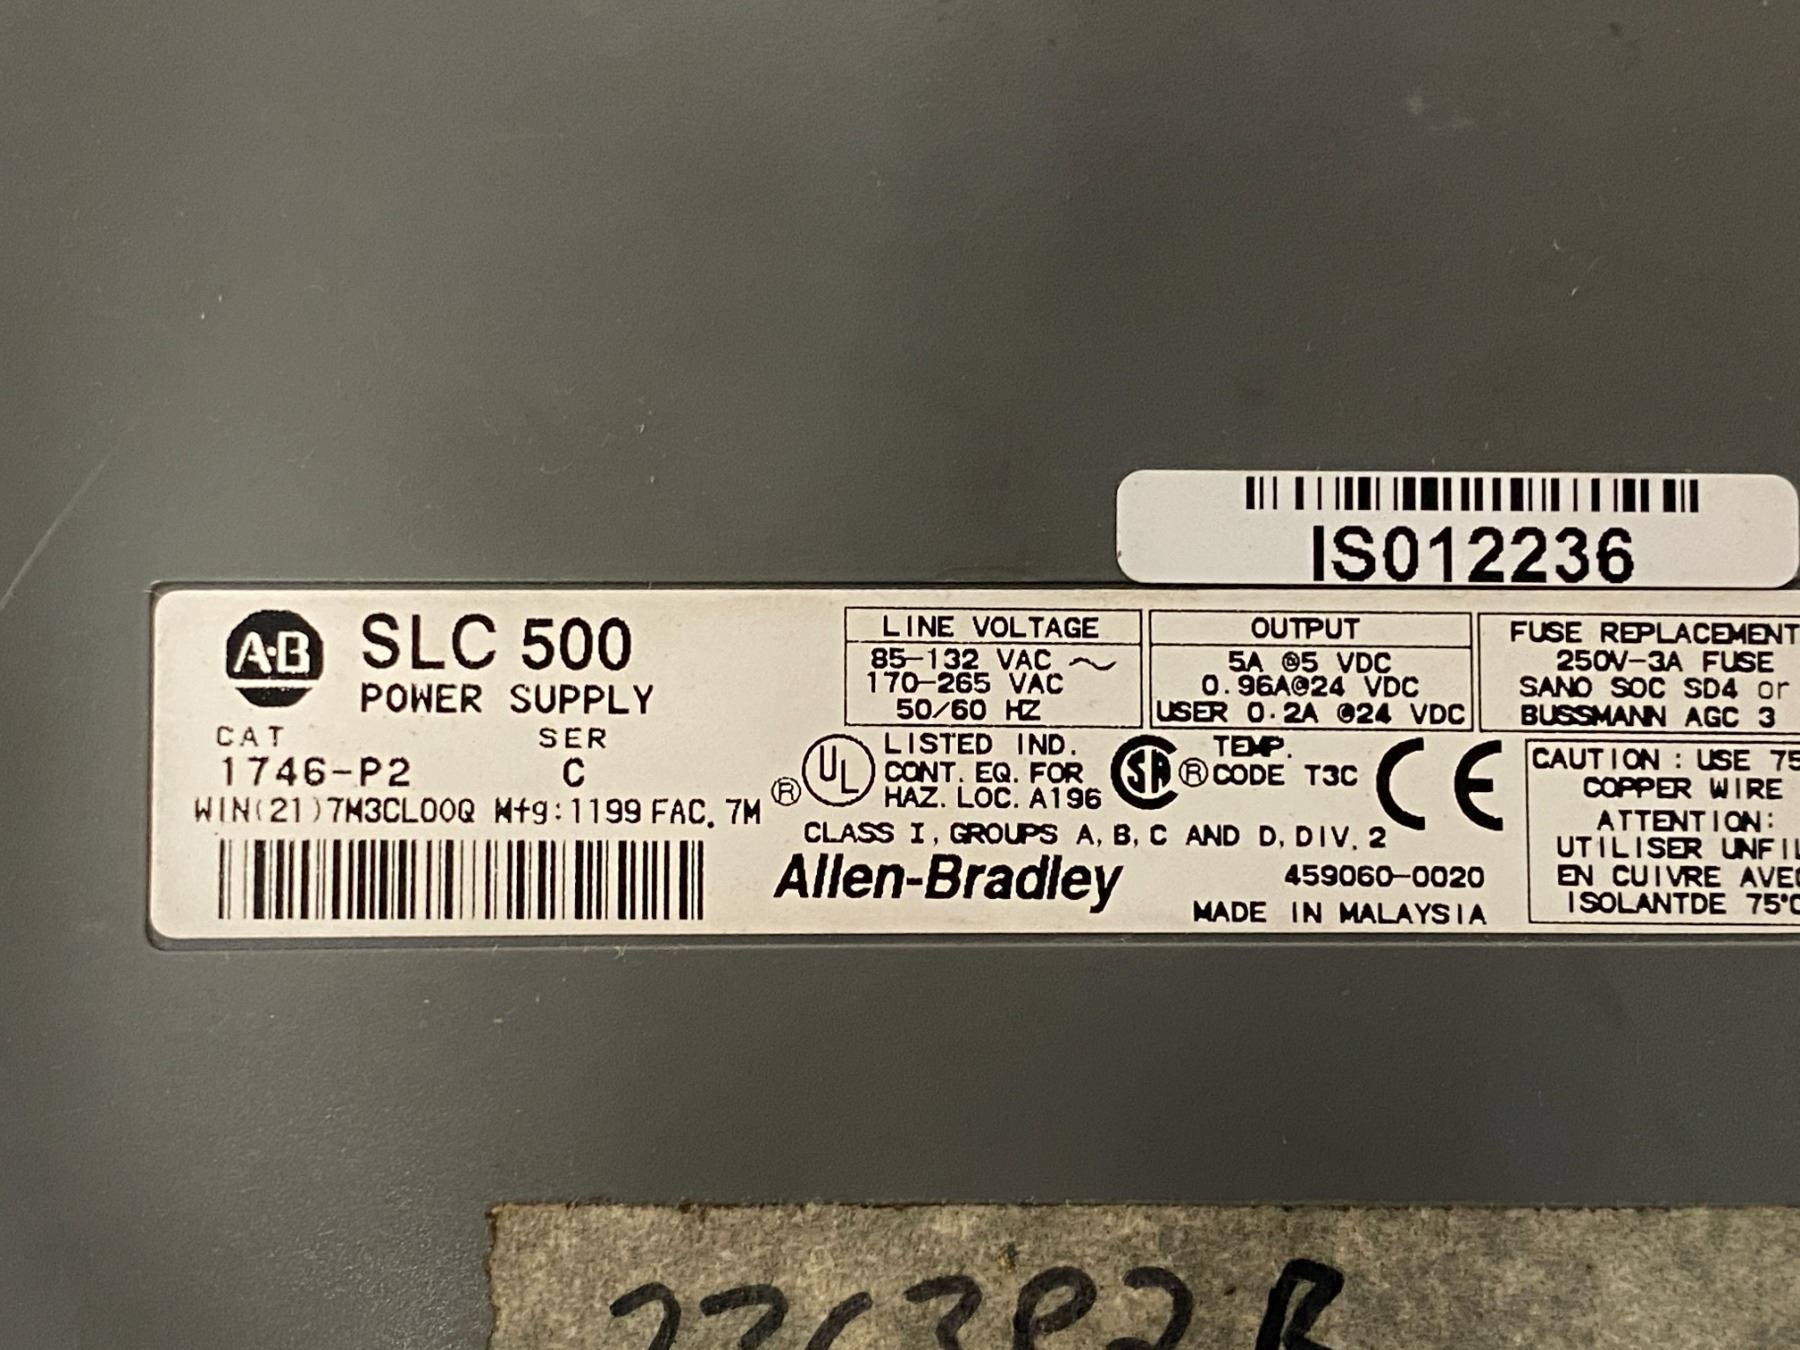 IS012236
A·B
SLC 500
POWER SUPPLY
CAT SER
1746-P2 C
WIN(21)7M3CL00Q Mfg:1199 FAC. 7M
LINE VOLTAGE
85-132 VAC ~
170-265 VAC
50/60 HZ
OUTPUT
5A @5 VDC
0.96A@24 VDC
USER 0.2A @24 VDC
FUSE REPLACEMENT
250V-3A FUSE
SANO SOC SD4 or
BUSSMANN AGC 3
® UL LISTED IND.
CONT. EQ. FOR
HAZ. LOC. A196
SA ® TEMP.
CODE T3C
CE
CLASS I, GROUPS A, B, C AND D, DIV. 2
Allen-Bradley
459060-0020
MADE IN MALAYSIA
CAUTION : USE 75
COPPER WIRE
ATTENTION:
UTILISER UNFIL
EN CUIVRE AVEC
ISOLANTDE 75°C